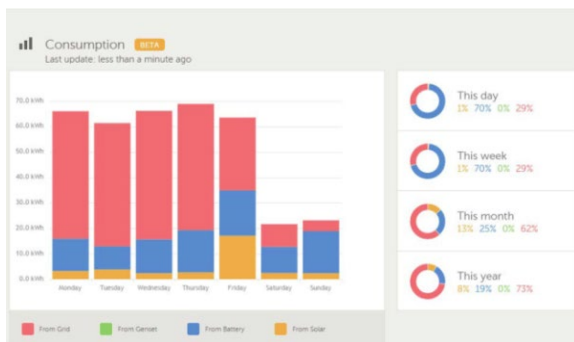 Consumption BETA
Last update: less than a minute ago
70.0 kWh
60.0 kWh
50.0 kWh
40.0 kWh
30.0 kWh
20.0 kWh
10.0 kWh
0.0 kWh
Monday Tuesday Wednesday Thursday Friday Saturday Sunday
From Grid From Genset From Battery From Solar
This day
1% 70% 0% 29%
This week
1% 70% 0% 29%
This month
13% 25% 0% 62%
This year
8% 19% 0% 73%